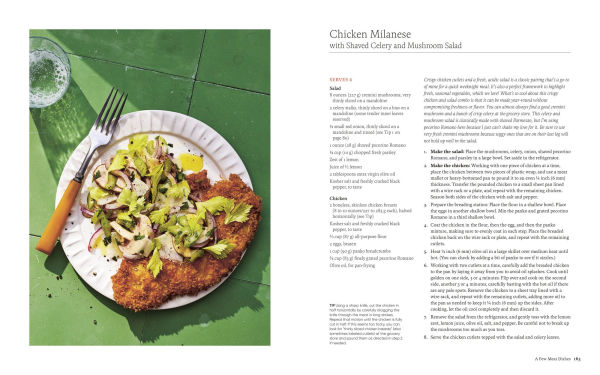 Chicken Milanese
with Shaved Celery and Mushroom Salad
SERVES 4
Salad
8 ounces (227 g) cremini mushrooms, very
thinly sliced on a mandoline
2 celery stalks, thinly sliced on a bias on a
mandoline (some tender inner leaves
reserved)
small red onion, thinly sliced on a
mandoline and rinsed (see Tip 1 on
page 80)
1 ounce (28 g) shaved pecorino Romano
¼ cup (10 g) chopped fresh parsley
Zest of 1 lemon
Juice of ½ lemon
2 tablespoons extra virgin olive oil
Kosher salt and freshly cracked black
pepper, to taste
Chicken
2 boneless, skinless chicken breasts
(8 to 10 ounces/227 to 283 g each), halved
horizontally (see Tip)
Kosher salt and freshly cracked black
pepper, to taste
all-purpose flour
2 eggs, beaten
1 cup (90 g) panko breadcrumbs
finely grated pecorino Romano
Olive oil, for pan-frying
TIP Using a sharp knife, cut the chicken in
half horizontally by carefully dragging the
knife through the meat in long strokes.
Repeat that motion until the chicken is fully
cut in half. If this seems too tricky, you can
look for "thinly sliced chicken breasts" (also
sometimes labeled cutlets) at the grocery
store and pound them as directed in step 2
if needed.
Crispy chicken cutlets and a fresh, acidic salad is a classic pairing that's a go-to
of mine for a quick weeknight meal. It's also a perfect framework to highlight
fresh, seasonal vegetables, which we love! What's so cool about this crispy
chicken and salad combo is that it can be made year-round without
compromising freshness or flavor. You can almost always find a good cremini
mushroom and a bunch of crisp celery at the grocery store. This celery and
mushroom salad is classically made with shaved Parmesan, but I'm using
pecorino Romano here because I just can't shake my love for it. Be sure to use
very fresh cremini mushrooms because soggy ones that are on their last leg will
not hold up well in the salad.
1. Make the salad: Place the mushrooms, celery, onion, shaved pecorino
Romano, and parsley in a large bowl. Set aside in the refrigerator.
2. Make the chicken: Working with one piece of chicken at a time,
place the chicken between two pieces of plastic wrap, and use a meat
mallet or heavy-bottomed pan to pound it to an even ¼ inch (6 mm)
thickness. Transfer the pounded chicken to a small sheet pan lined
with a wire rack or a plate, and repeat with the remaining chicken.
Season both sides of the chicken with salt and pepper.
3. Prepare the breading station: Place the flour in a shallow bowl. Place
the eggs in another shallow bowl. Mix the panko and grated pecorino
Romano in a third shallow bowl.
4. Coat the chicken in the flour, then the egg, and then the panko
mixture, making sure to evenly coat in each step. Place the breaded
chicken back on the wire rack or plate, and repeat with the remaining
cutlets.
5. Heat ¼ inch (6 mm) olive oil in a large skillet over medium heat until
hot. (You can check by adding a bit of panko to see if it sizzles.)
6. Working with two cutlets at a time, carefully add the breaded chicken
to the pan by laying it away from you to avoid oil splashes. Cook until
golden on one side, 3 or 4 minutes. Flip over and cook on the second
side, another 3 or 4 minutes, carefully basting with the hot oil if there
are any pale spots. Remove the chicken to a sheet tray lined with a
wire rack, and repeat with the remaining cutlets, adding more oil to
the pan as needed to keep it ¼ inch (6 mm) up the sides. After
cooking, let the oil cool completely and then discard it.
7. Remove the salad from the refrigerator, and gently toss with the lemon
zest, lemon juice, olive oil, salt, and pepper. Be careful not to break up
the mushrooms too much as you toss.
8. Serve the chicken cutlets topped with the salad and celery leaves.
A Few Meat Dishes 163